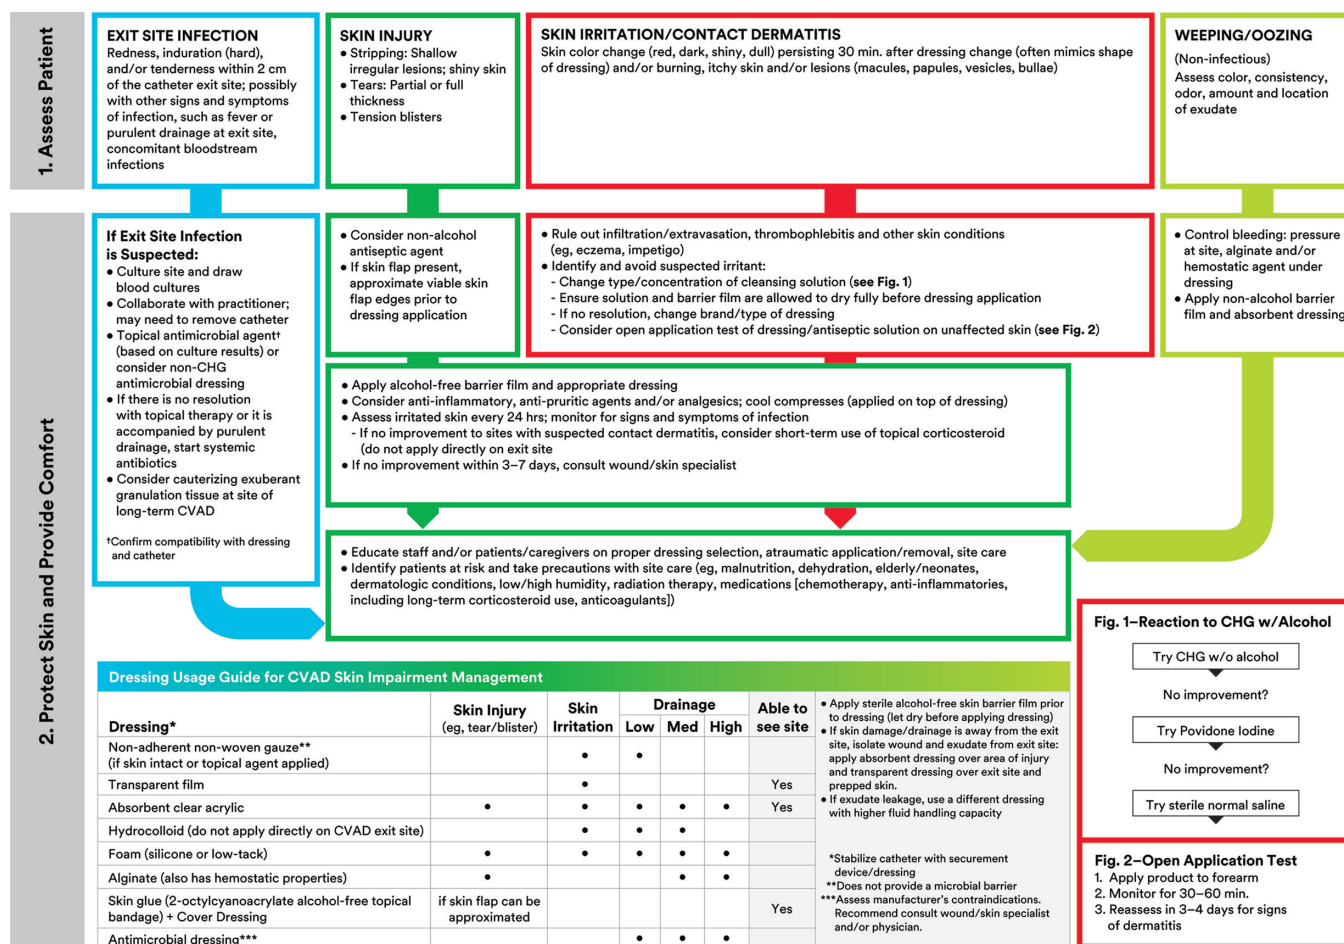 1. Assess Patient
EXIT SITE INFECTION
Redness, induration (hard),
and/or tenderness within 2 cm
of the catheter exit site; possibly
with other signs and symptoms
of infection, such as fever or
purulent drainage at exit site,
concomitant bloodstream
infections
SKIN INJURY
● Stripping: Shallow
irregular lesions; shiny skin
● Tears: Partial or full
thickness
● Tension blisters
SKIN IRRITATION/CONTACT DERMATITIS
Skin color change (red, dark, shiny, dull) persisting 30 min. after dressing change (often mimics shape
of dressing) and/or burning, itchy skin and/or lesions (macules, papules, vesicles, bullae)
WEEPING/OOZING
(Non-infectious)
Assess color, consistency,
odor, amount and location
of exudate
2. Protect Skin and Provide Comfort
If Exit Site Infection
is Suspected:
● Culture site and draw
blood cultures
● Collaborate with practitioner;
may need to remove catheter
● Topical antimicrobial agent†
(based on culture results) or
consider non-CHG
antimicrobial dressing
● If there is no resolution
with topical therapy or it is
accompanied by purulent
drainage, start systemic
antibiotics
● Consider cauterizing exuberant
granulation tissue at site of
long-term CVAD
†Confirm compatibility with dressing
and catheter
● Consider non-alcohol
antiseptic agent
● If skin flap present,
approximate viable skin
flap edges prior to
dressing application
● Rule out infiltration/extravasation, thrombophlebitis and other skin conditions
(eg, eczema, impetigo)
● Identify and avoid suspected irritant:
- Change type/concentration of cleansing solution (see Fig. 1)
- Ensure solution and barrier film are allowed to dry fully before dressing application
- If no resolution, change brand/type of dressing
- Consider open application test of dressing/antiseptic solution on unaffected skin (see Fig. 2)
● Control bleeding: pressure
at site, alginate and/or
hemostatic agent under
dressing
● Apply non-alcohol barrier
film and absorbent dressing
● Apply alcohol-free barrier film and appropriate dressing
● Consider anti-inflammatory, anti-pruritic agents and/or analgesics; cool compresses (applied on top of dressing)
● Assess irritated skin every 24 hrs; monitor for signs and symptoms of infection
- If no improvement to sites with suspected contact dermatitis, consider short-term use of topical corticosteroid
(do not apply directly on exit site
● If no improvement within 3–7 days, consult wound/skin specialist
● Educate staff and/or patients/caregivers on proper dressing selection, atraumatic application/removal, site care
● Identify patients at risk and take precautions with site care (eg, malnutrition, dehydration, elderly/neonates,
dermatologic conditions, low/high humidity, radiation therapy, medications [chemotherapy, anti-inflammatories,
including long-term corticosteroid use, anticoagulants])
Dressing Usage Guide for CVAD Skin Impairment Management
Dressing* Skin Injury (eg, tear/blister) Skin Irritation Drainage Low Med High Able to see site
Non-adherent non-woven gauze**
(if skin intact or topical agent applied) ● ●
Transparent film ● Yes
Absorbent clear acrylic ● ● ● ● ● Yes
Hydrocolloid (do not apply directly on CVAD exit site) ● ● ●
Foam (silicone or low-tack) ● ● ● ● ●
Alginate (also has hemostatic properties) ● ● ●
Skin glue (2-octylcyanoacrylate alcohol-free topical if skin flap can be
bandage) + Cover Dressing approximated Yes
Antimicrobial dressing*** ● ● ●
● Apply sterile alcohol-free skin barrier film prior
to dressing (let dry before applying dressing)
● If skin damage/drainage is away from the exit
site, isolate wound and exudate from exit site:
apply absorbent dressing over area of injury
and transparent dressing over exit site and
prepped skin.
● If exudate leakage, use a different dressing
with higher fluid handling capacity
*Stabilize catheter with securement
device/dressing
**Does not provide a microbial barrier
***Assess manufacturer's contraindications.
Recommend consult wound/skin specialist
and/or physician.
Fig. 1–Reaction to CHG w/Alcohol
Try CHG w/o alcohol
No improvement?
Try Povidone Iodine
No improvement?
Try sterile normal saline
Fig. 2–Open Application Test
1. Apply product to forearm
2. Monitor for 30–60 min.
3. Reassess in 3–4 days for signs
of dermatitis